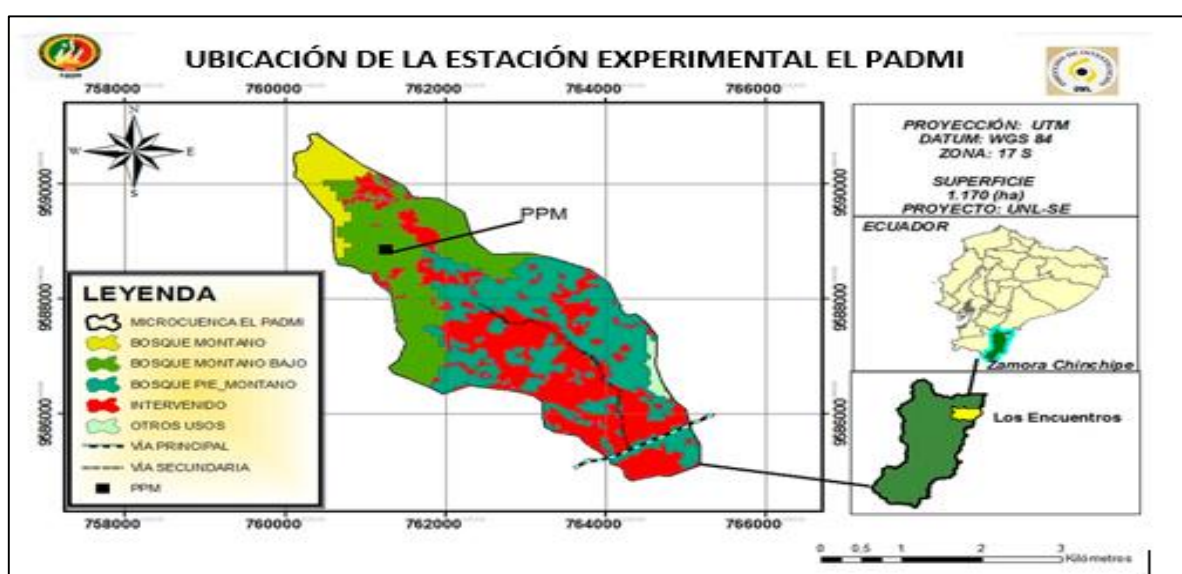 UBICACIÓN DE LA ESTACIÓN EXPERIMENTAL EL PADMI
758000 760000 762000 764000 766000
N
W E
S
9590000 9590000
9588000 9588000
9586000 9586000
PPM
LEYENDA
MICROCUENCA EL PADMI
BOSQUE MONTANO
BOSQUE MONTANO BAJO
BOSQUE PIE_MONTANO
INTERVENIDO
OTROS USOS
VÍA PRINCIPAL
VÍA SECUNDARIA
PPM
758000 760000 762000 764000 766000
PROYECCIÓN: UTM
DATUM: WGS 84
ZONA: 17 S
SUPERFICIE
1.170 (ha)
PROYECTO: UNL-SE
ECUADOR
Zamora Chinchipe
Los Encuentros
0 0.5 1 2 3
Kilómetros